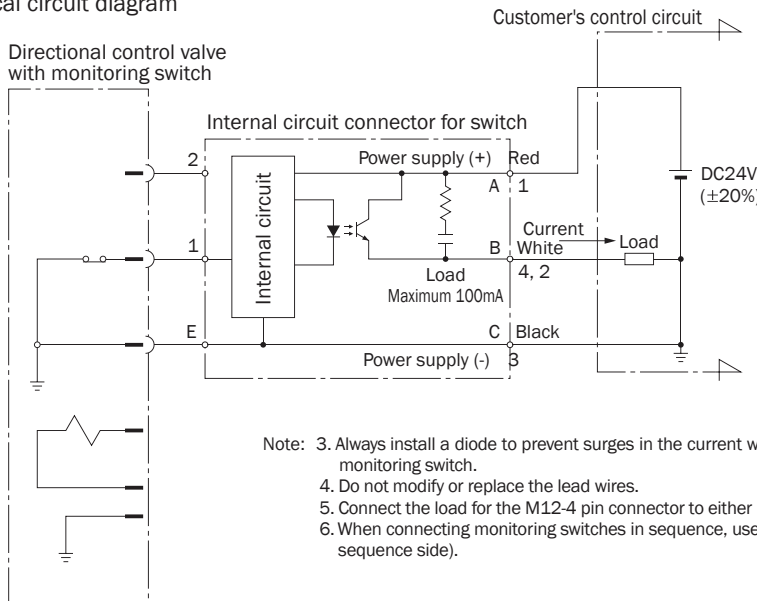 circuit diagram
Customer's control circuit
Directional control valve
with monitoring switch
Internal circuit connector for switch
2
Power supply (+)
Red
A
1
DC24V
(±20%)
Internal circuit
1
Current
B
White
Load
4, 2
Load
Maximum 100mA
E
C
Black
Power supply (-)
3
Note: 3. Always install a diode to prevent surges in the current
monitoring switch.
4. Do not modify or replace the lead wires.
5. Connect the load for the M12-4 pin connector to either
6. When connecting monitoring switches in sequence, use
sequence side).